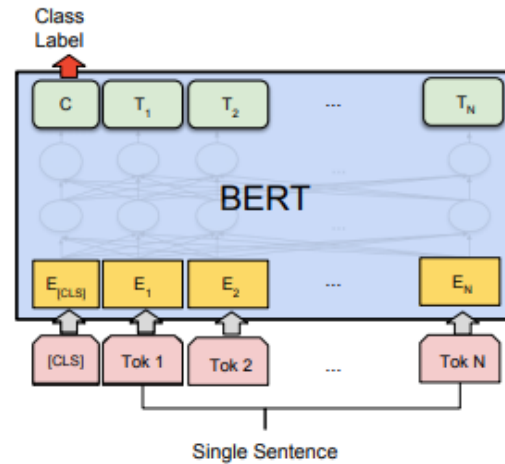 Class
Label
C T1 T2 ... TN
...
BERT
...
E[CLS] E1 E2 ... EN
[CLS] Tok 1 Tok 2 ... Tok N
Single Sentence